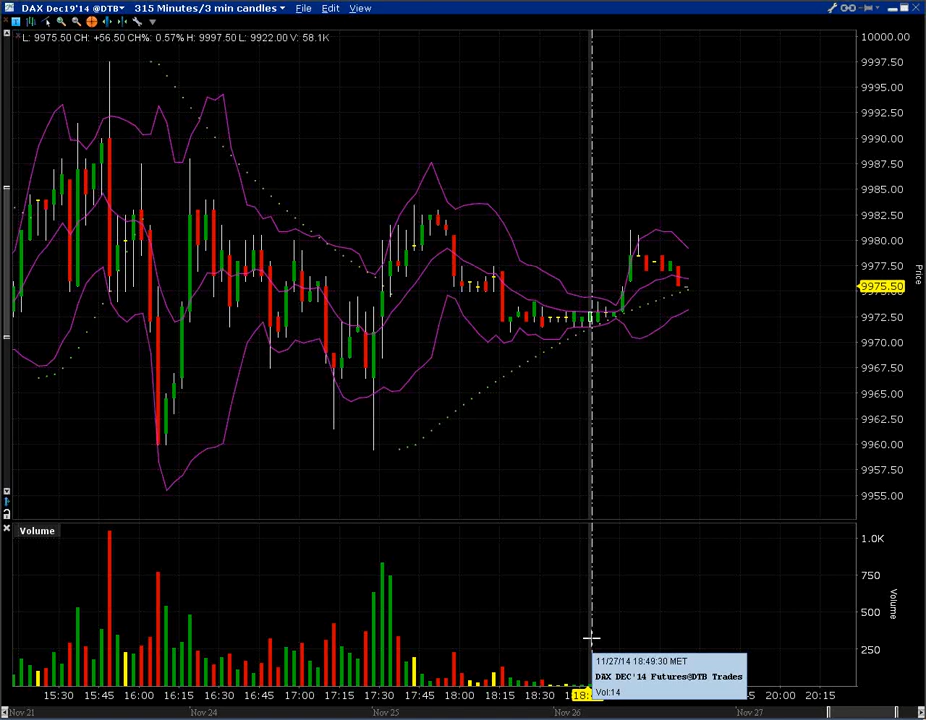 DAX Dec19'14 @DTB 315 Minutes/3 min candles File Edit View
L: 9975.50 CH: +56.50 CH%: 0.57% H: 9997.50 L: 9922.00 V: 58.1K
10000.00
9997.50
9995.00
9992.50
9990.00
9987.50
9985.00
9982.50
9980.00
9977.50
Price
9975.50
9972.50
9970.00
9967.50
9965.00
9962.50
9960.00
9957.50
9955.00
Volume
1.0K
750
Volume
500
250
11/27/14 18:49:30 MET
DAX DEC'14 Futures@DTB Trades
Vol:14
15:30 15:45 16:15 16:30 16:45 17:00 17:15 17:30 17:45 18:00 18:15 18:30 20:00 20:15
Nov 21 Nov 24 Nov 25 Nov 26 Nov 27